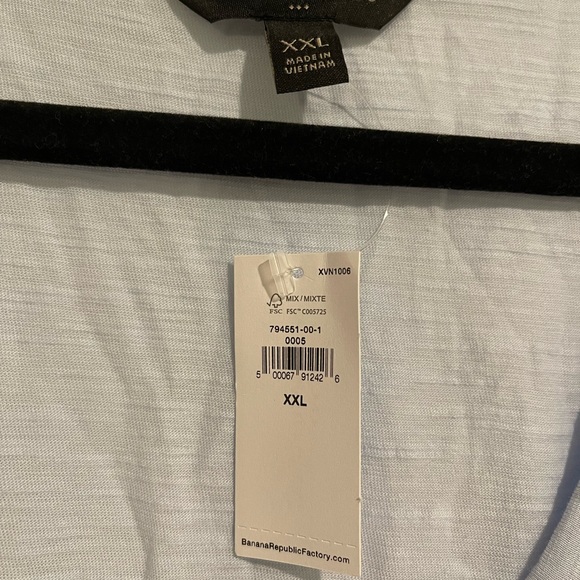 XXL
MADE IN
VIETNAM
XVN1006
MIX / MIXTE
FSC FSC™ C005725
794551-00-1
0005
5 00067 91242 6
XXL
BananaRepublicFactory.com